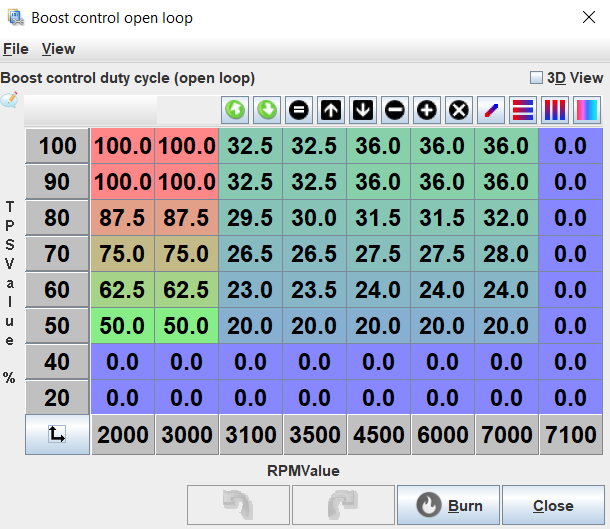 Boost control open loop
File View
Boost control duty cycle (open loop) 3D View
TPSValue %
100 100.0 100.0 32.5 32.5 36.0 36.0 36.0 0.0
90 100.0 100.0 32.5 32.5 36.0 36.0 36.0 0.0
80 87.5 87.5 29.5 30.0 31.5 31.5 32.0 0.0
70 75.0 75.0 26.5 26.5 27.5 27.5 28.0 0.0
60 62.5 62.5 23.0 23.5 24.0 24.0 24.0 0.0
50 50.0 50.0 20.0 20.0 20.0 20.0 20.0 0.0
40 0.0 0.0 0.0 0.0 0.0 0.0 0.0 0.0
20 0.0 0.0 0.0 0.0 0.0 0.0 0.0 0.0
2000 3000 3100 3500 4500 6000 7000 7100
RPMValue
Burn Close